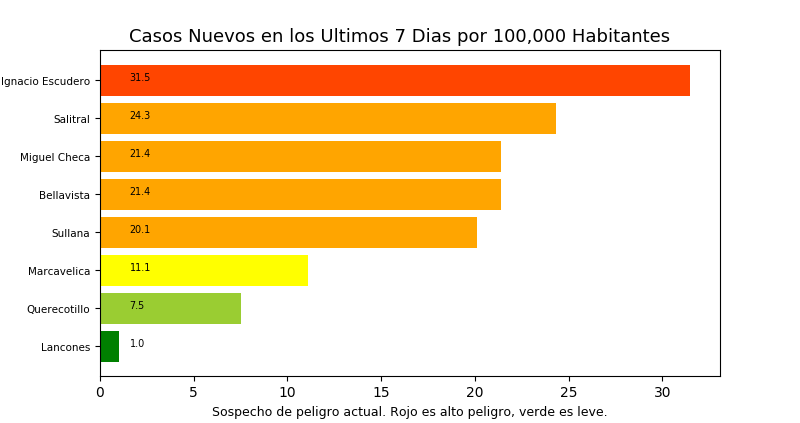 Casos Nuevos en los Ultimos 7 Dias por 100,000 Habitantes
Ignacio Escudero 31.5
Salitral 24.3
Miguel Checa 21.4
Bellavista 21.4
Sullana 20.1
Marcavelica 11.1
Querecotillo 7.5
Lancones 1.0
0 5 10 15 20 25 30
Sospecho de peligro actual. Rojo es alto peligro, verde es leve.